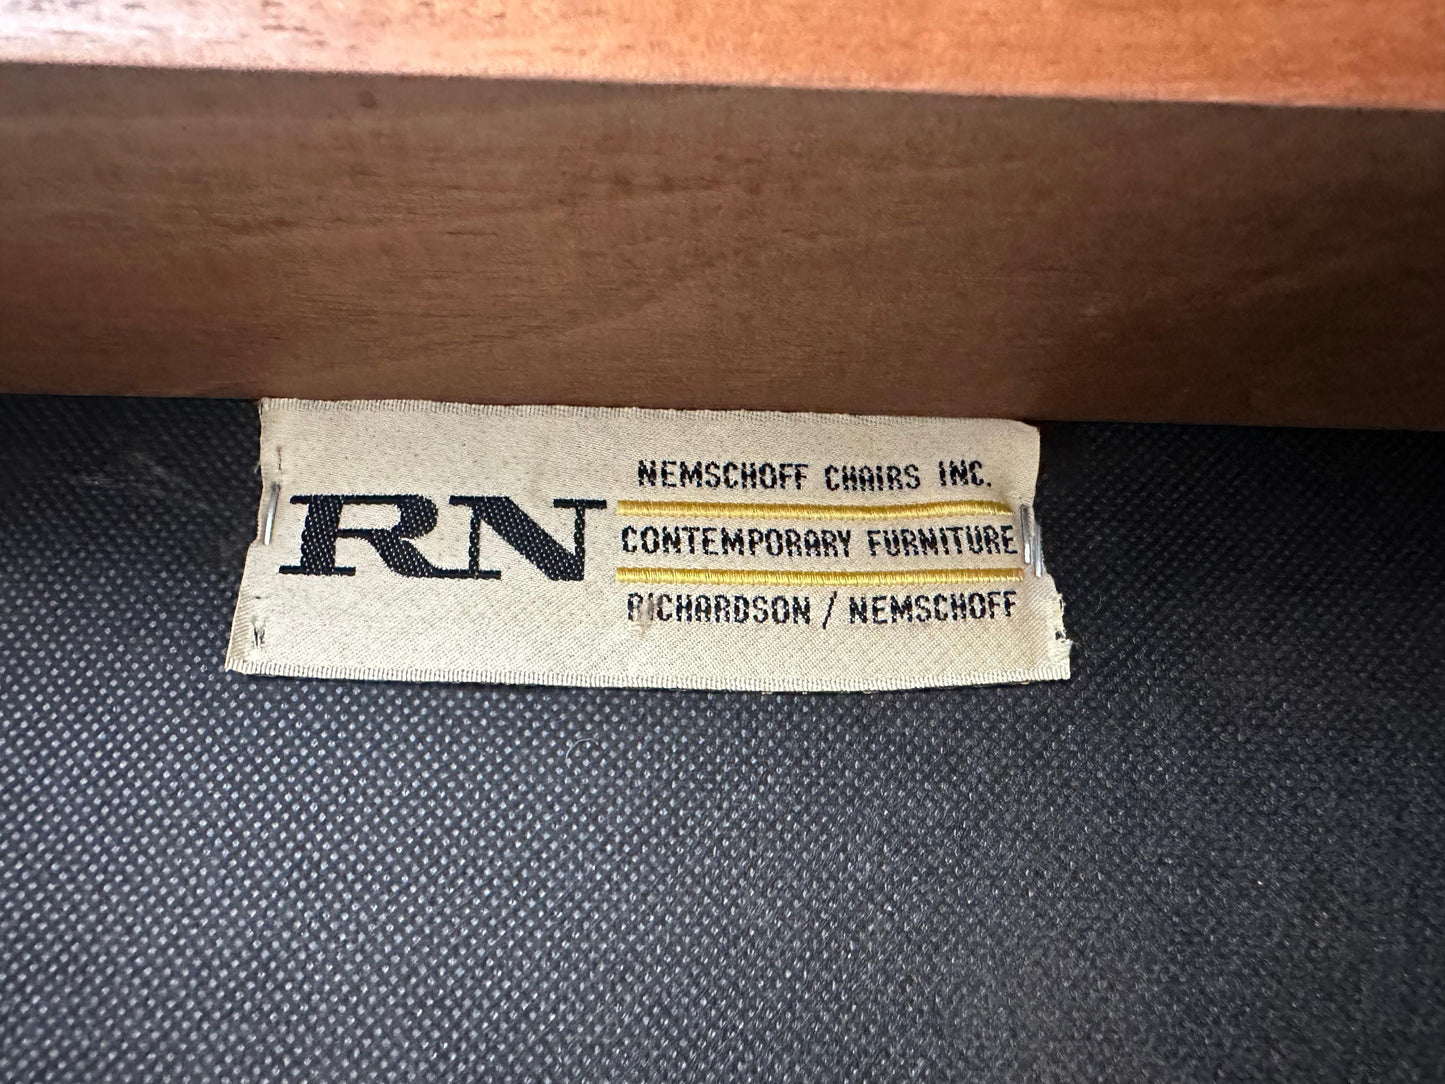 RN
NEMSCHOFF CHAIRS INC.
CONTEMPORARY FURNITURE
RICHARDSON / NEMSCHOFF